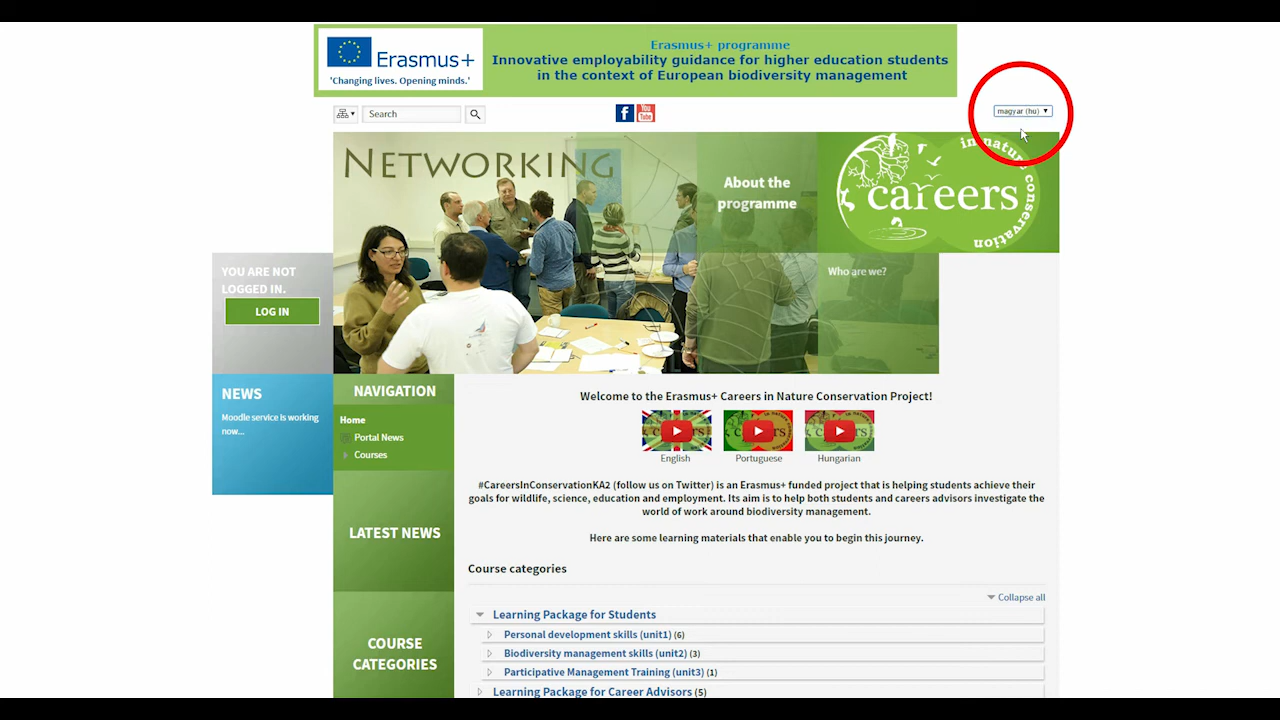 Erasmus+
'Changing lives. Opening minds.'
Erasmus+ programme
Innovative employability guidance for higher education students
in the context of European biodiversity management
Search
f
You
Tube
magyar (hu)
NETWORKING
About the
programme
in nature conservation
careers
YOU ARE NOT
LOGGED IN.
LOG IN
Who are we?
NEWS
Moodle service is working
now...
NAVIGATION
Home
Portal News
Courses
LATEST NEWS
COURSE
CATEGORIES
Welcome to the Erasmus+ Careers in Nature Conservation Project!
English
Portuguese
Hungarian
#CareersInConservationKA2 (follow us on Twitter) is an Erasmus+ funded project that is helping students achieve their
goals for wildlife, science, education and employment. Its aim is to help both students and careers advisors investigate the
world of work around biodiversity management.
Here are some learning materials that enable you to begin this journey.
Course categories
Collapse all
Learning Package for Students
Personal development skills (unit1) (6)
Biodiversity management skills (unit2) (3)
Participative Management Training (unit3) (1)
Learning Package for Career Advisors (5)